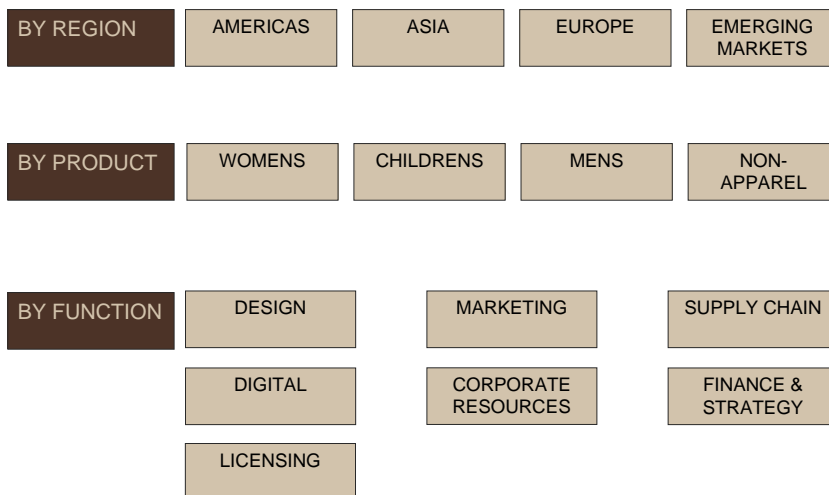 BY REGION
AMERICAS
ASIA
EUROPE
EMERGING
MARKETS
BY PRODUCT
WOMENS
CHILDRENS
MENS
NON-
APPAREL
BY FUNCTION
DESIGN
MARKETING
SUPPLY CHAIN
DIGITAL
CORPORATE
RESOURCES
FINANCE &
STRATEGY
LICENSING